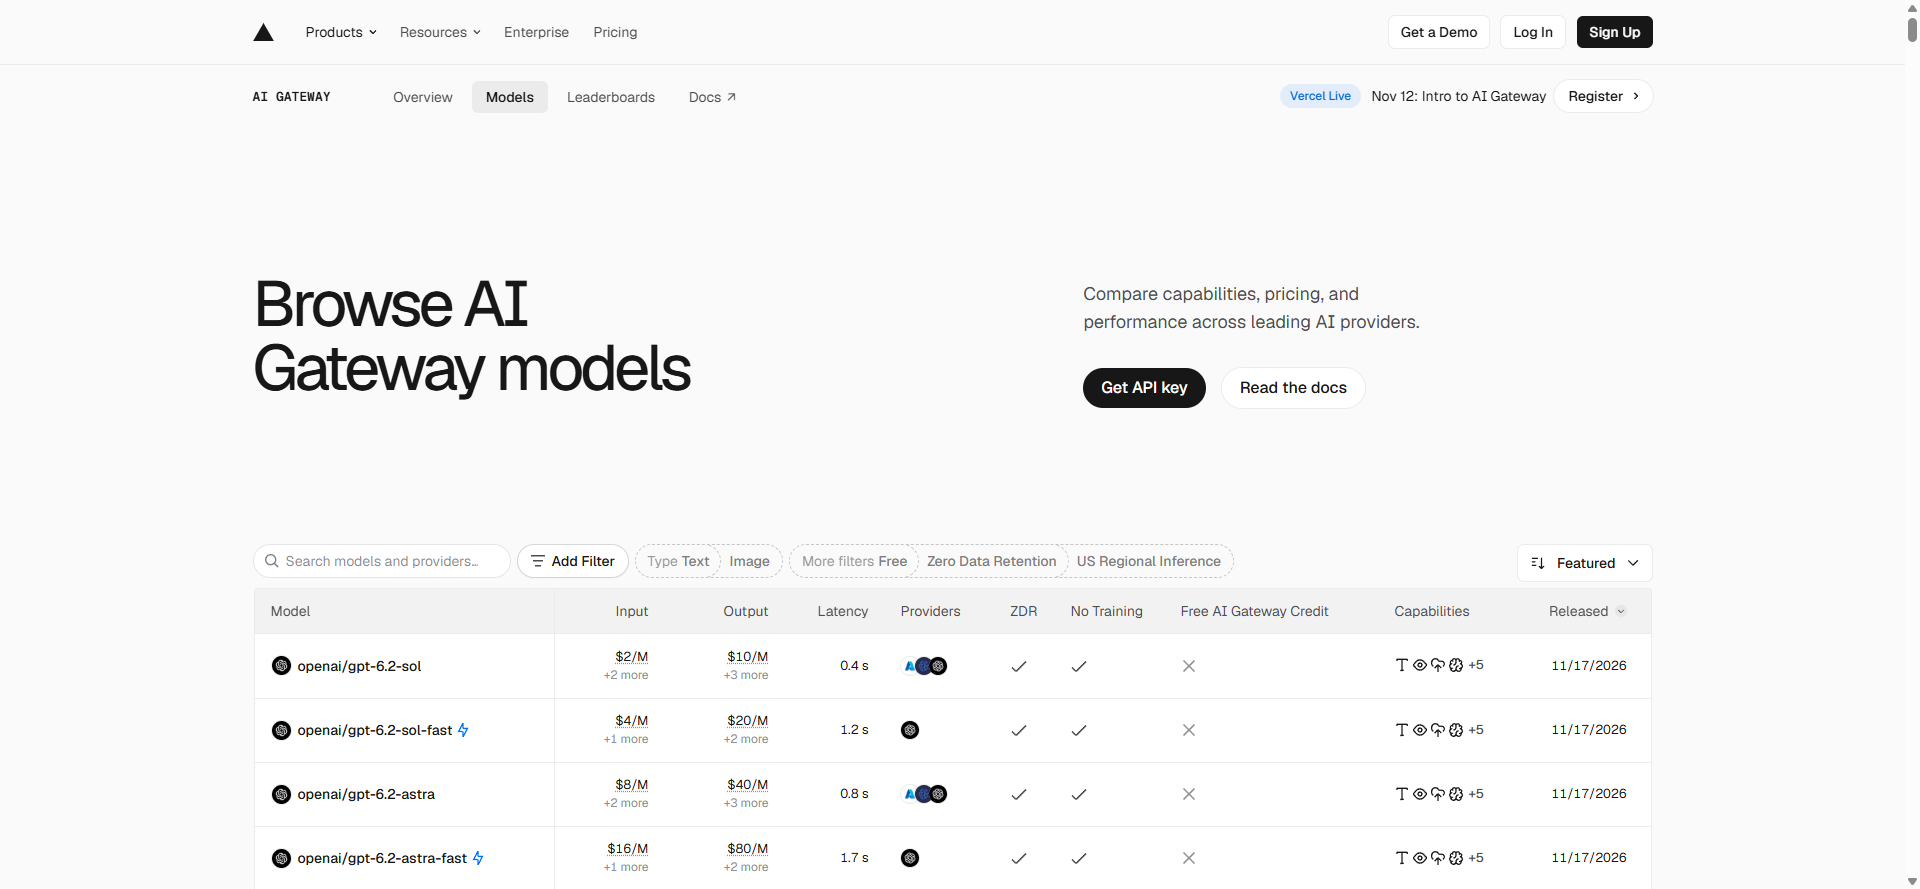 Products Resources Enterprise Pricing Get a Demo Log In Sign Up
AI GATEWAY Overview Models Leaderboards Docs Vercel Live Nov 12: Intro to AI Gateway Register
Browse AI
Gateway models
Compare capabilities, pricing, and
performance across leading AI providers.
Get API key Read the docs
Search models and providers... Add Filter Type Text Image More filters Free Zero Data Retention US Regional Inference Featured
Model Input Output Latency Providers ZDR No Training Free AI Gateway Credit Capabilities Released
openai/gpt-6.2-sol $2/M +2 more $10/M +3 more 0.4 s +5 11/17/2026
openai/gpt-6.2-sol-fast $4/M +1 more $20/M +2 more 1.2 s +5 11/17/2026
openai/gpt-6.2-astra $8/M +2 more $40/M +3 more 0.8 s +5 11/17/2026
openai/gpt-6.2-astra-fast $16/M +1 more $80/M +2 more 1.7 s +5 11/17/2026